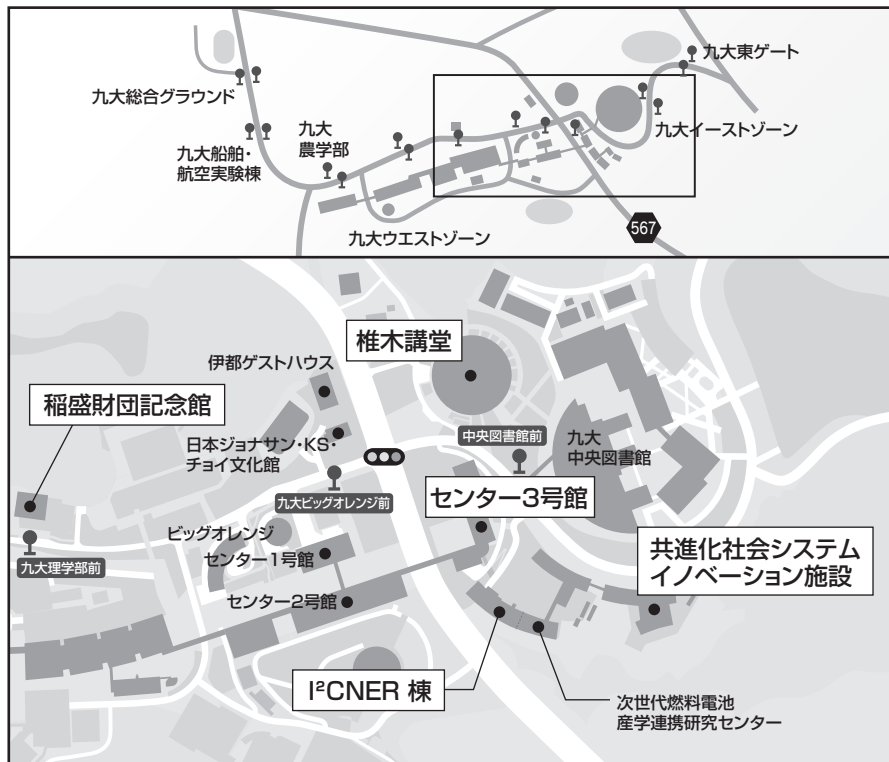 九大東ゲート
九大総合グラウンド
九大
農学部
九大イーストゾーン
九大船舶・
航空実験棟
九大ウエストゾーン
567
椎木講堂
伊都ゲストハウス
稲盛財団記念館
日本ジョナサン・KS・
チョイ文化館
中央図書館前
九大
中央図書館
九大ビッグオレンジ前
センター3号館
ビッグオレンジ
センター1号館
共進化社会システム
イノベーション施設
九大理学部前
センター2号館
I²CNER 棟
次世代燃料電池
産学連携研究センター